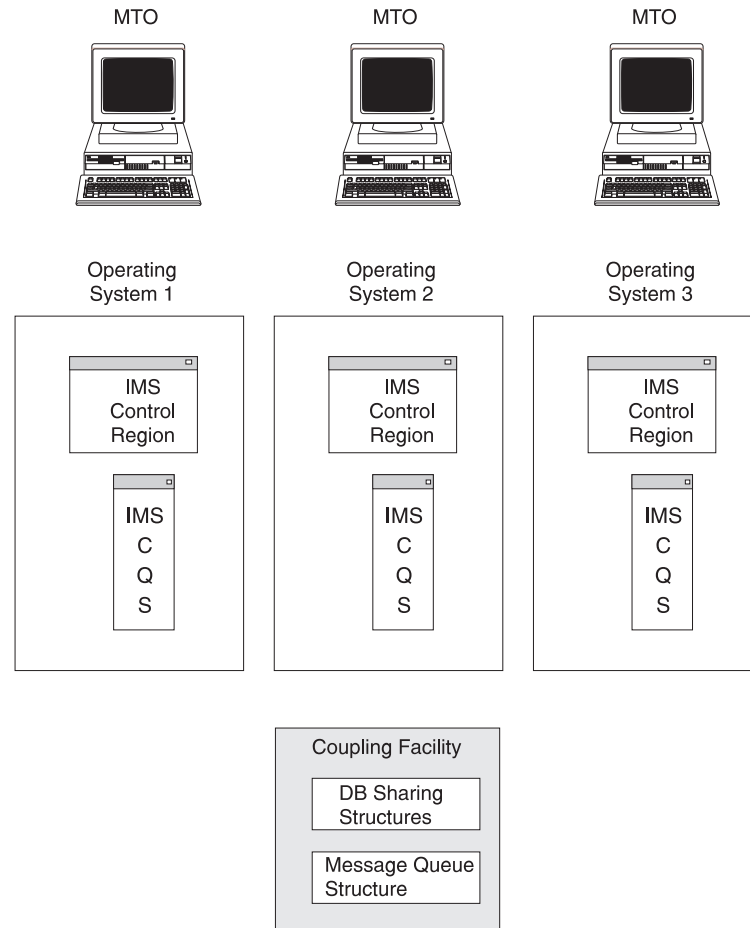 MTO
MTO
MTO
Operating
System 1
Operating
System 2
Operating
System 3
IMS
Control
Region
IMS
Control
Region
IMS
Control
Region
IMS
C
Q
S
IMS
C
Q
S
IMS
C
Q
S
Coupling Facility
DB Sharing
Structures
Message Queue
Structure